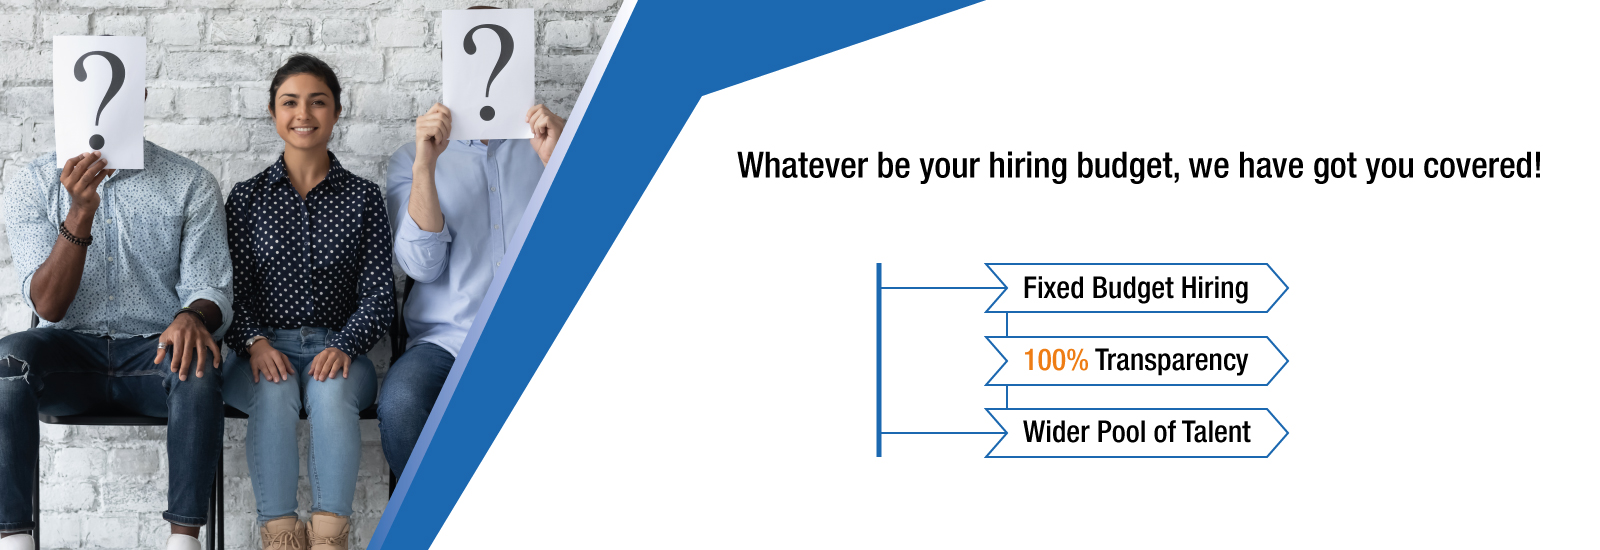 ?
?
Whatever be your hiring budget, we have got you covered!
Fixed Budget Hiring
100% Transparency
Wider Pool of Talent